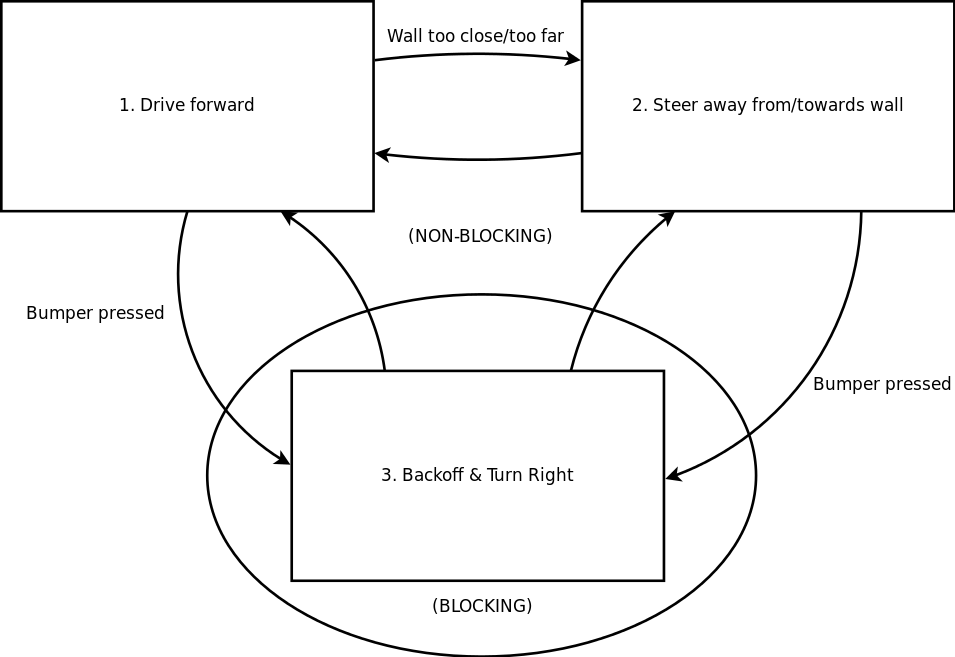 Wall too close/too far
1. Drive forward
2. Steer away from/towards wall
(NON-BLOCKING)
Bumper pressed
Bumper pressed
3. Backoff & Turn Right
(BLOCKING)